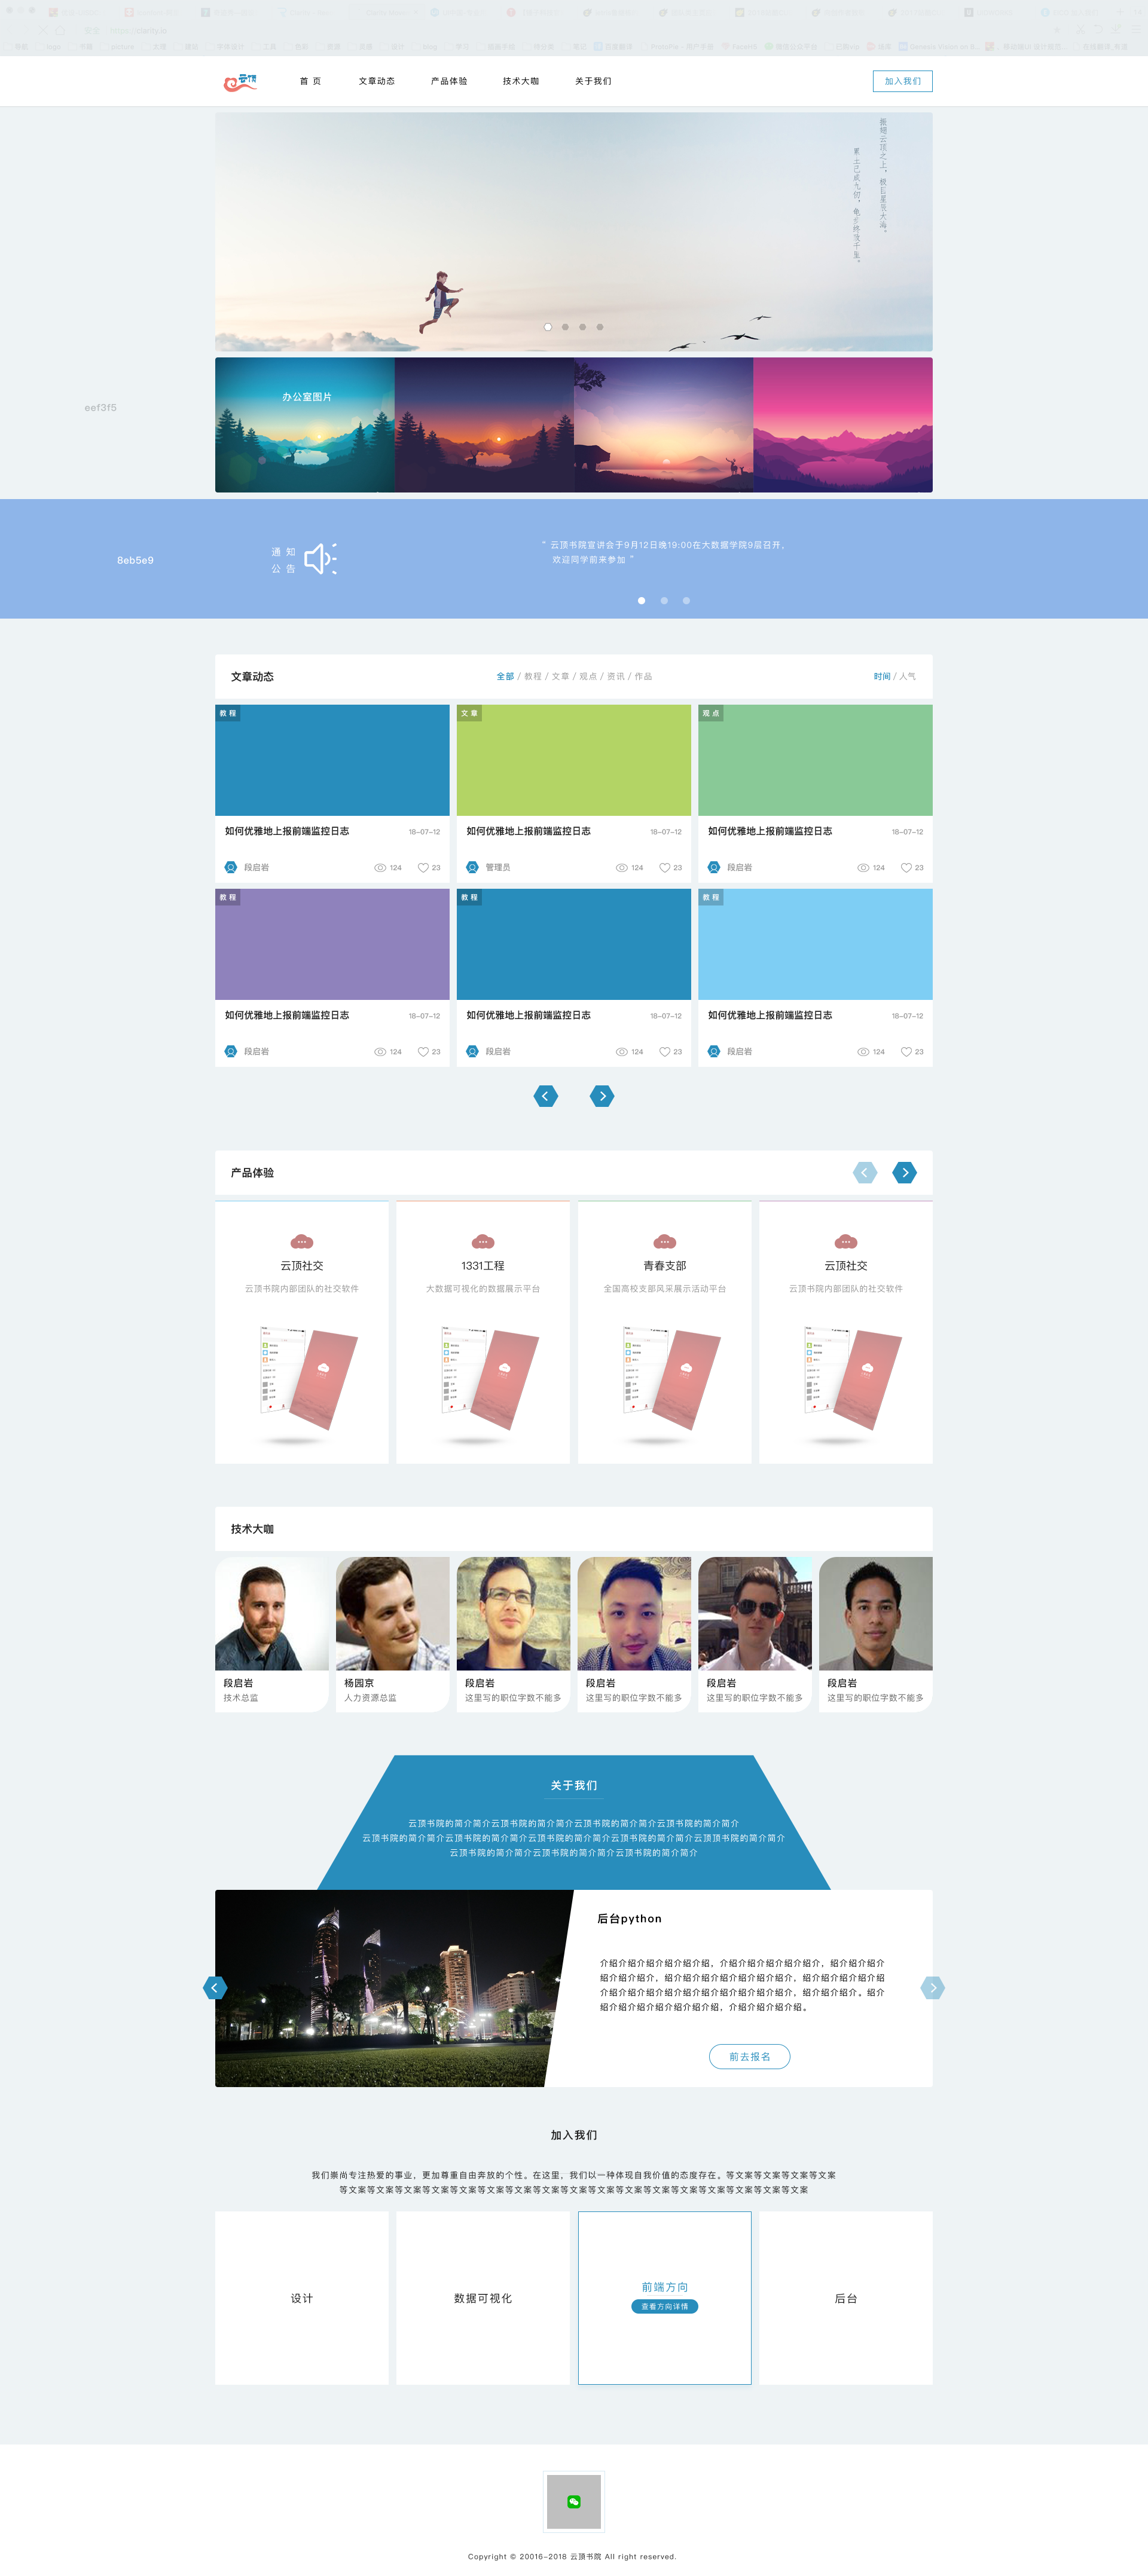 云顶
首 页
文章动态
产品体验
技术大咖
关于我们
加入我们
eef3f5
办公室图片
8eb5e9
通 知
公 告
“ 云顶书院宣讲会于9月12日晚19:00在大数据学院9层召开,
欢迎同学前来参加 ”
文章动态
全部 / 教程 / 文章 / 观点 / 资讯 / 作品
时间 / 人气
教 程
文 章
观 点
如何优雅地上报前端监控日志 18-07-12
如何优雅地上报前端监控日志 18-07-12
如何优雅地上报前端监控日志 18-07-12
段启岩 124 23
管理员 124 23
段启岩 124 23
教 程
教 程
教 程
如何优雅地上报前端监控日志 18-07-12
如何优雅地上报前端监控日志 18-07-12
如何优雅地上报前端监控日志 18-07-12
段启岩 124 23
段启岩 124 23
段启岩 124 23
产品体验
云顶社交
云顶书院内部团队的社交软件
1331工程
大数据可视化的数据展示平台
青春支部
全国高校支部风采展示活动平台
云顶社交
云顶书院内部团队的社交软件
技术大咖
段启岩
技术总监
杨园京
人力资源总监
段启岩
这里写的职位字数不能多
段启岩
这里写的职位字数不能多
段启岩
这里写的职位字数不能多
段启岩
这里写的职位字数不能多
关于我们
云顶书院的简介简介云顶书院的简介简介云顶书院的简介简介云顶书院的简介简介
云顶书院的简介简介云顶书院的简介简介云顶书院的简介简介云顶书院的简介简介云顶顶书院的简介简介
云顶书院的简介简介云顶书院的简介简介云顶书院的简介简介
后台python
介绍介绍介绍介绍介绍介绍，介绍介绍介绍介绍介绍介，绍介绍介绍介
绍介绍介绍介，绍介绍介绍介绍介绍介绍介，绍介绍介绍介绍介绍
介绍介绍介绍介绍介绍介绍介绍介绍介绍介，绍介绍介绍介。绍介
绍介绍介绍介绍介绍介绍介绍，介绍介绍介绍介绍。
前去报名
加入我们
我们崇尚专注热爱的事业，更加尊重自由奔放的个性。在这里，我们以一种体现自我价值的态度存在。等文案等文案等文案等文案
等文案等文案等文案等文案等文案等文案等文案等文案等文案等文案等文案等文案等文案等文案等文案等文案等文案
设计
数据可视化
前端方向
查看方向详情
后台
Copyright © 20016-2018 云顶书院 All right reserved.